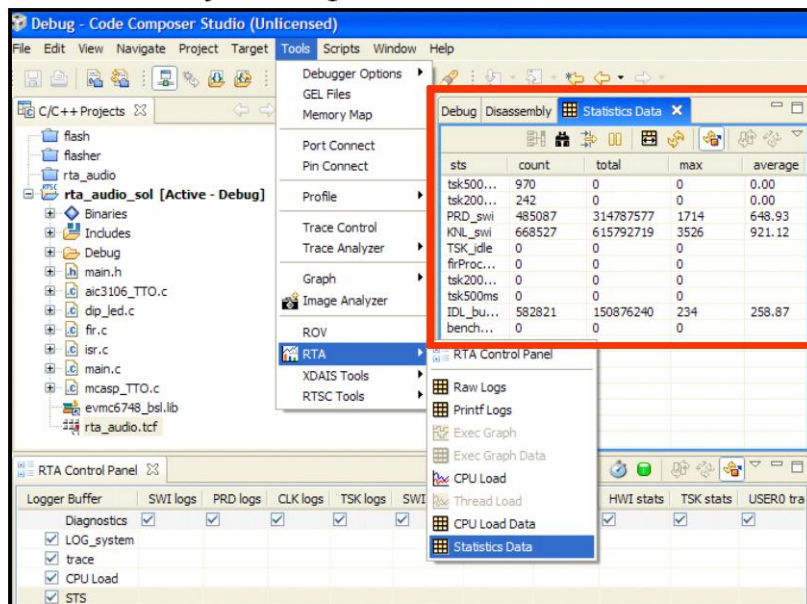 Debug - Code Composer Studio (Unlicensed)
File Edit View Navigate Project Target Tools Scripts Window Help
C/C++ Projects
flash
flasher
rta_audio
rta_audio_sol [Active - Debug]
Binaries
Includes
Debug
main.h
aic3106_TTO.c
dip_led.c
fir.c
isr.c
main.c
mcasp_TTO.c
evmc6748_bsl.lib
rta_audio.tcf
Debugger Options
GEL Files
Memory Map
Port Connect
Pin Connect
Profile
Trace Control
Trace Analyzer
Graph
Image Analyzer
ROV
RTA
XDAIS Tools
RTSC Tools
RTA Control Panel
Raw Logs
Printf Logs
Exec Graph
Exec Graph Data
CPU Load
Thread Load
CPU Load Data
Statistics Data
Debug Disassembly Statistics Data
sts count total max average
tsk500... 970 0 0 0.00
tsk200... 242 0 0 0.00
PRD_swi 485087 314787577 1714 648.93
KNL_swi 668527 615792719 3526 921.12
TSK_idle 0 0 0
firProc... 0 0 0
tsk200... 0 0 0
tsk500ms 0 0 0
IDL_bu... 582821 150876240 234 258.87
bench... 0 0 0
RTA Control Panel
Logger Buffer SWI logs PRD logs CLK logs TSK logs SWI HWI stats TSK stats USER0 tra
Diagnostics
LOG_system
trace
CPU Load
STS